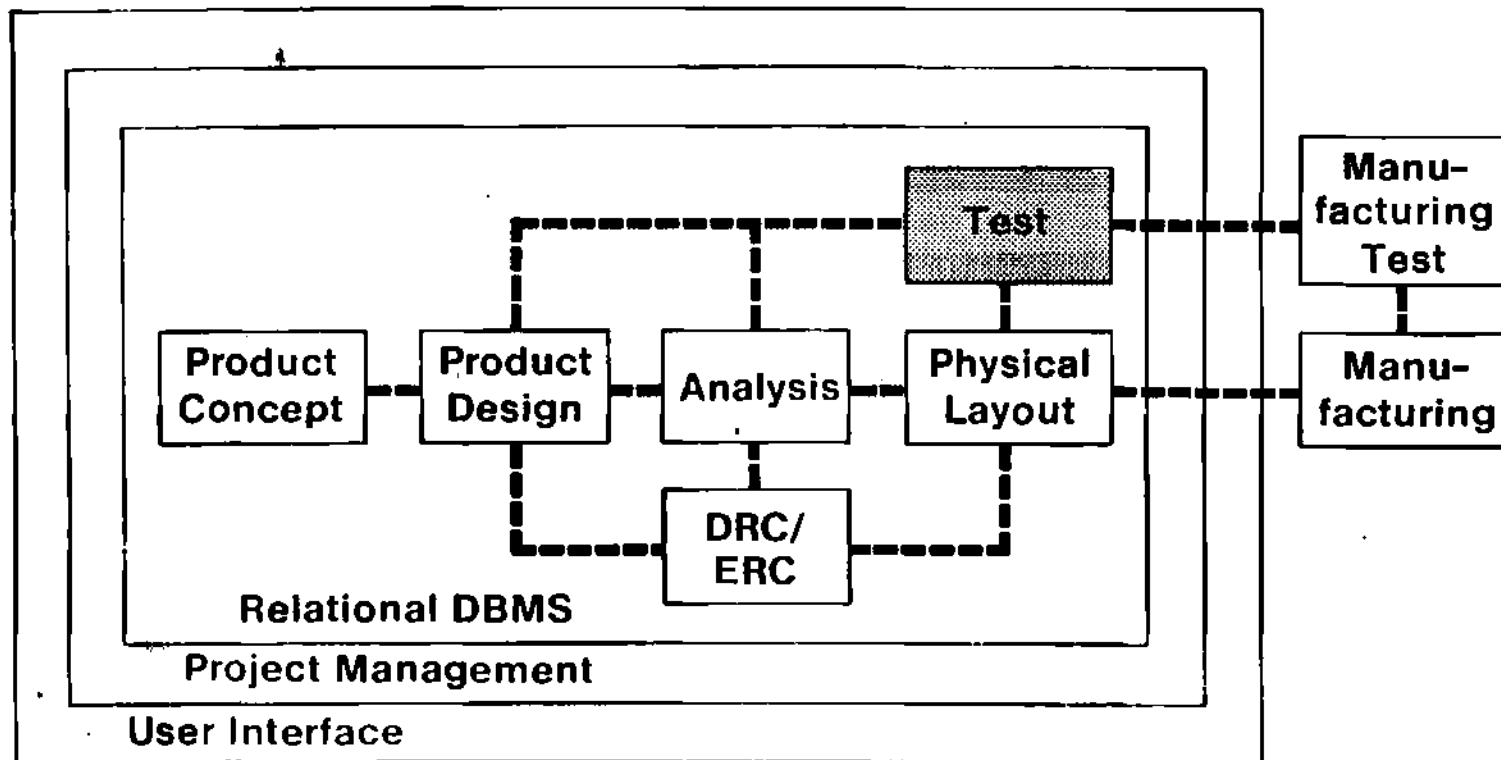 Manu-
facturing
Test
Test
Product
Concept
Product
Design
Analysis
Physical
Layout
Manu-
facturing
DRC/
ERC
Relational DBMS
Project Management
User Interface